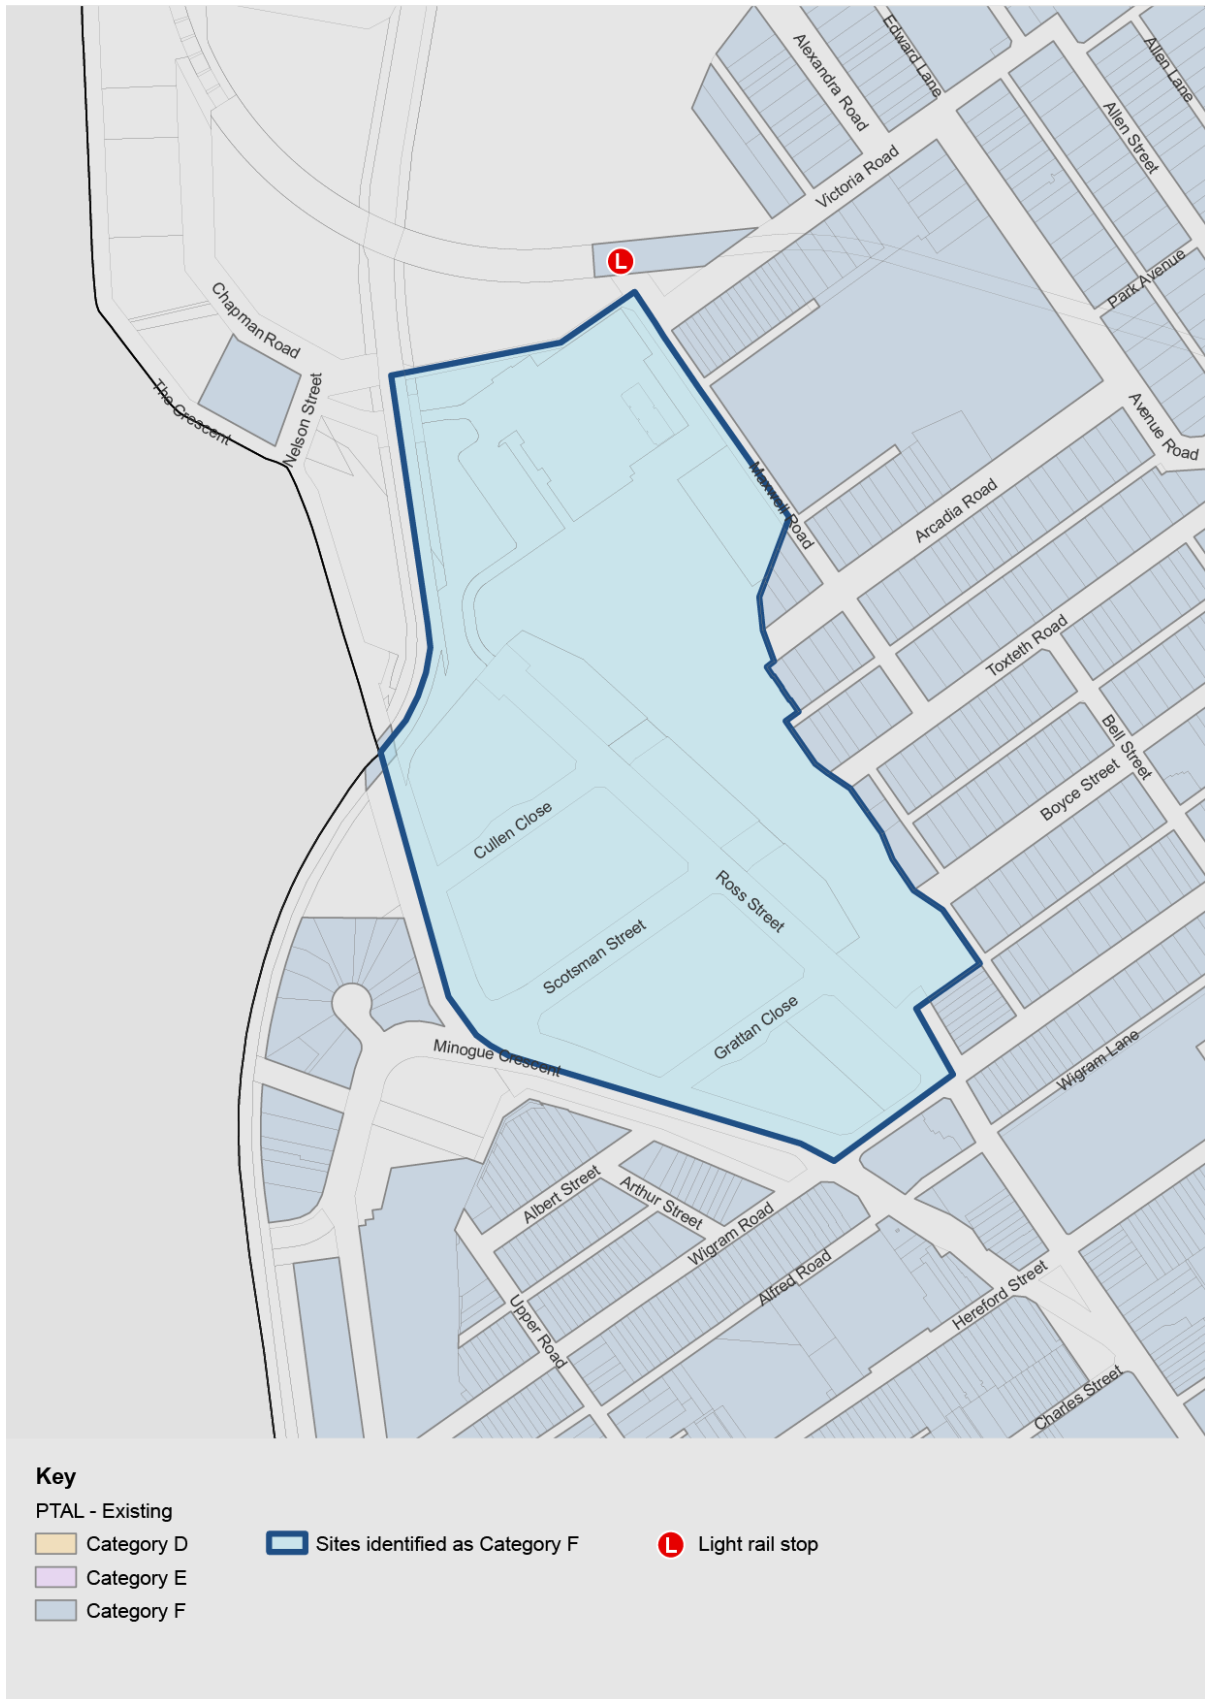 Edward Lane
Allen Lane
Alexandra Road
Allen Street
Victoria Road
L
Park Avenue
Chapman Road
The Crescent
Nelson Street
Avenue Road
Maxwell Road
Arcadia Road
Toxteth Road
Bell Street
Boyce Street
Cullen Close
Ross Street
Scotsman Street
Grattan Close
Minogue Crescent
Wigram Lane
Albert Street
Arthur Street
Wigram Road
Alfred Road
Hereford Street
Upper Road
Charles Street
Key
PTAL - Existing
Category D
Sites identified as Category F
L
Light rail stop
Category E
Category F